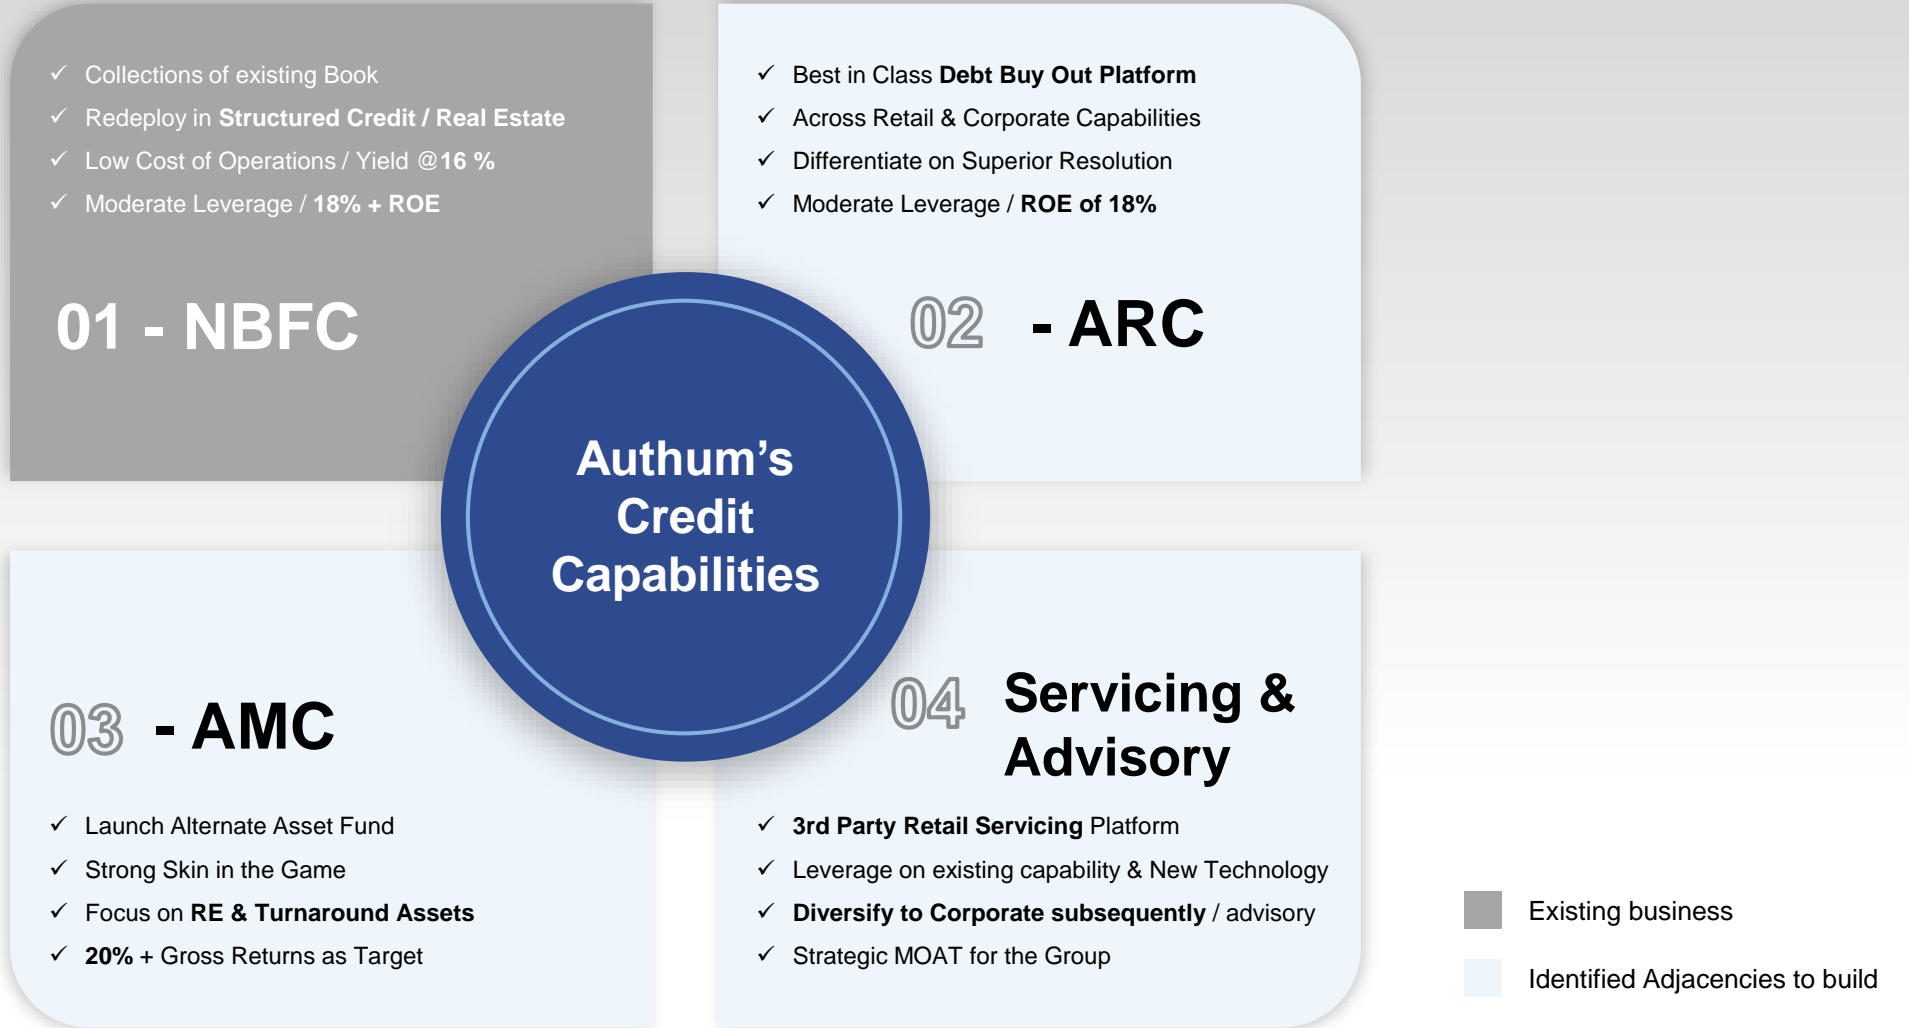 ✓ Collections of existing Book
✓ Redeploy in Structured Credit / Real Estate
✓ Low Cost of Operations / Yield @16 %
✓ Moderate Leverage / 18% + ROE
01 - NBFC
✓ Best in Class Debt Buy Out Platform
✓ Across Retail & Corporate Capabilities
✓ Differentiate on Superior Resolution
✓ Moderate Leverage / ROE of 18%
02 - ARC
Authum’s
Credit
Capabilities
03 - AMC
✓ Launch Alternate Asset Fund
✓ Strong Skin in the Game
✓ Focus on RE & Turnaround Assets
✓ 20% + Gross Returns as Target
04 Servicing &
Advisory
✓ 3rd Party Retail Servicing Platform
✓ Leverage on existing capability & New Technology
✓ Diversify to Corporate subsequently / advisory
✓ Strategic MOAT for the Group
Existing business
Identified Adjacencies to build